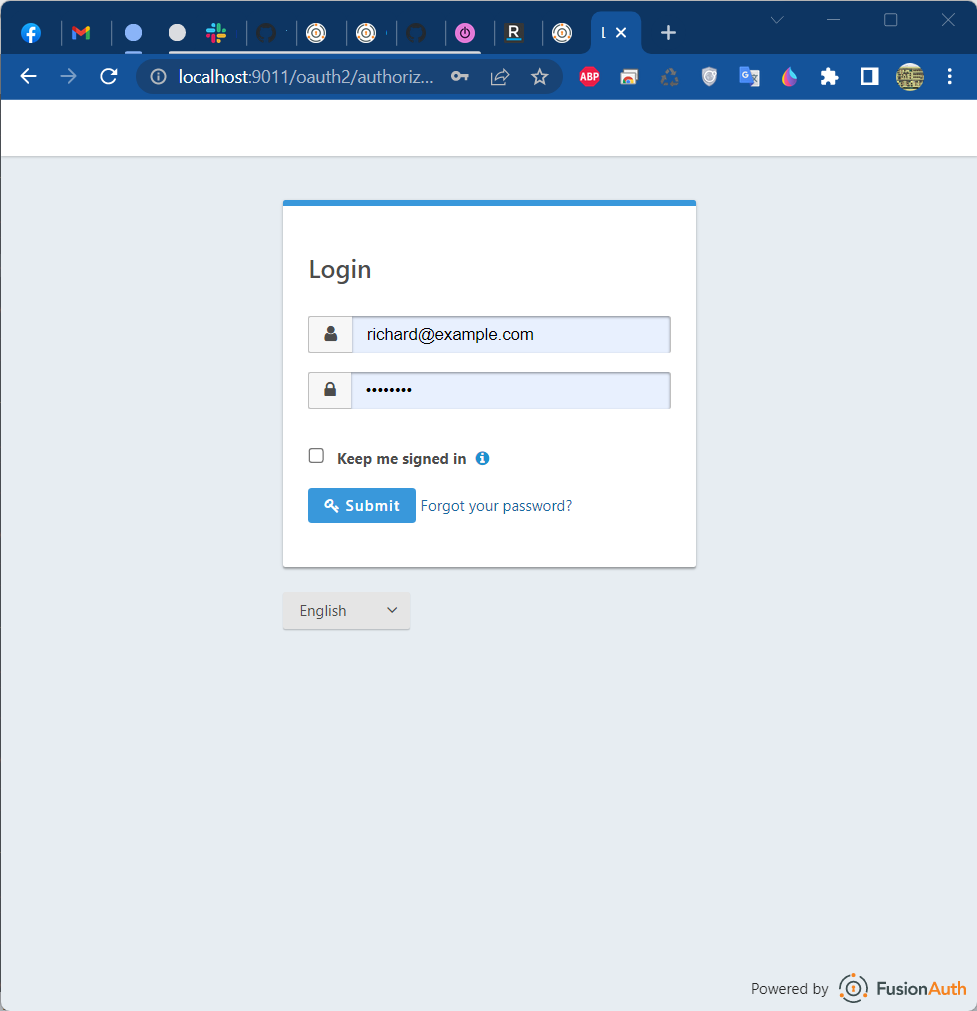 L
localhost:9011/oauth2/authoriz...
ABP
Login
richard@example.com
••••••••
Keep me signed in
Submit Forgot your password?
English
Powered by FusionAuth